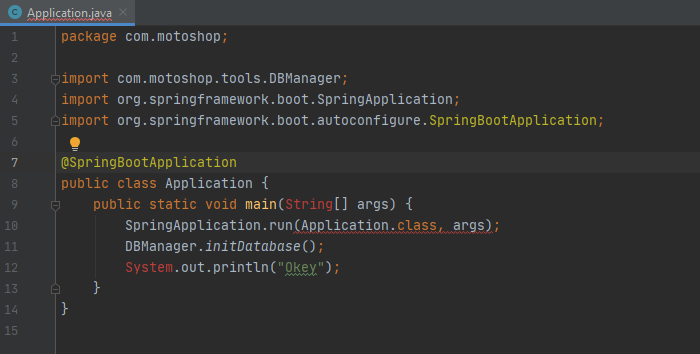 Application.java
1 package com.motoshop;
2
3 import com.motoshop.tools.DBManager;
4 import org.springframework.boot.SpringApplication;
5 import org.springframework.boot.autoconfigure.SpringBootApplication;
6
7 @SpringBootApplication
8 public class Application {
9 public static void main(String[] args) {
10 SpringApplication.run(Application.class, args);
11 DBManager.initDatabase();
12 System.out.println("Okey");
13 }
14 }
15